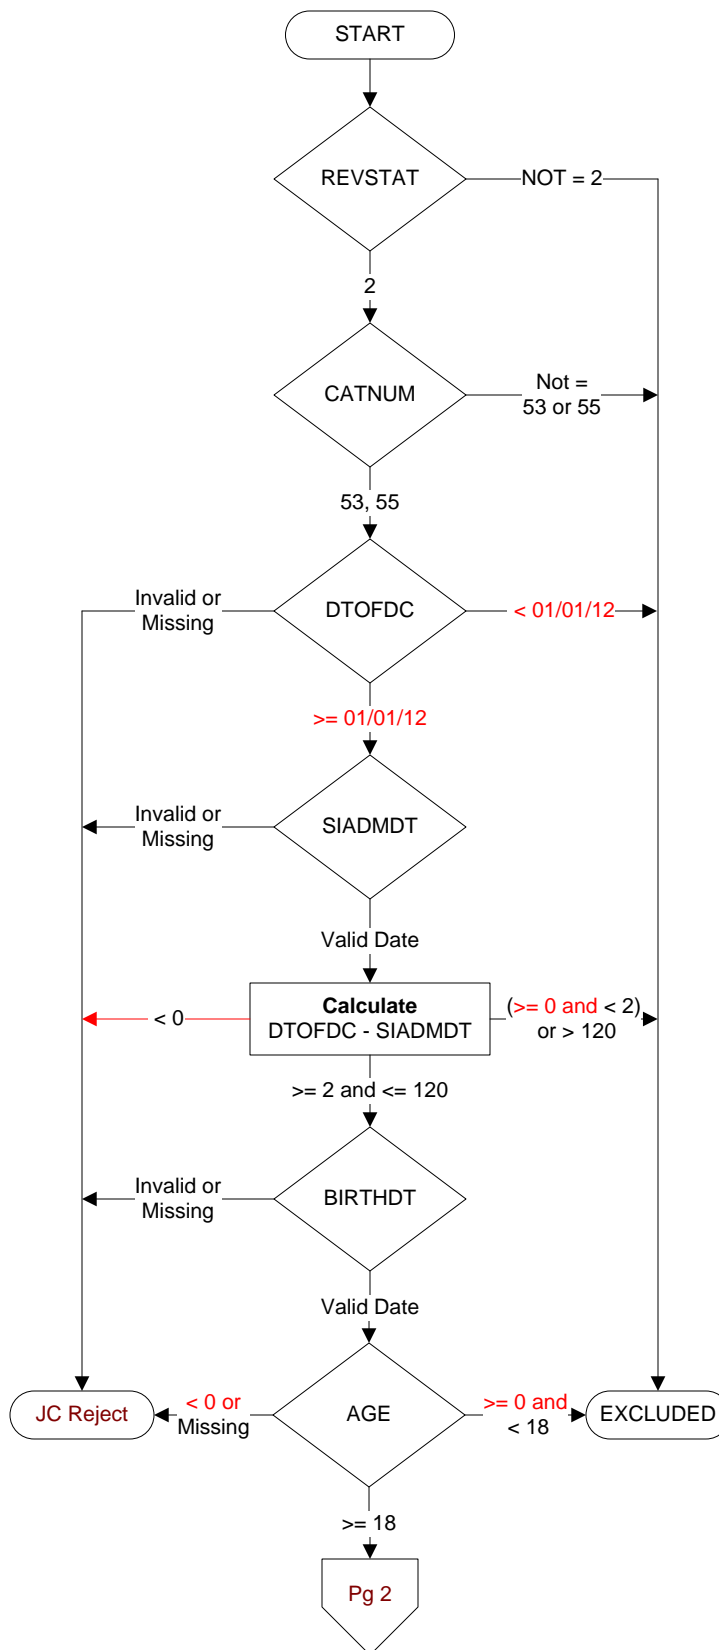 START
REVSTAT
NOT = 2
2
CATNUM
Not =
53 or 55
53, 55
Invalid or
Missing
DTOFDC
< 01/01/12
>= 01/01/12
Invalid or
Missing
SIADMDT
Valid Date
< 0
Calculate
DTOFDC - SIADMDT
(>= 0 and < 2)
or > 120
>= 2 and <= 120
Invalid or
Missing
BIRTHDT
Valid Date
JC Reject
< 0 or
Missing
AGE
>= 0 and
< 18
EXCLUDED
>= 18
Pg 2